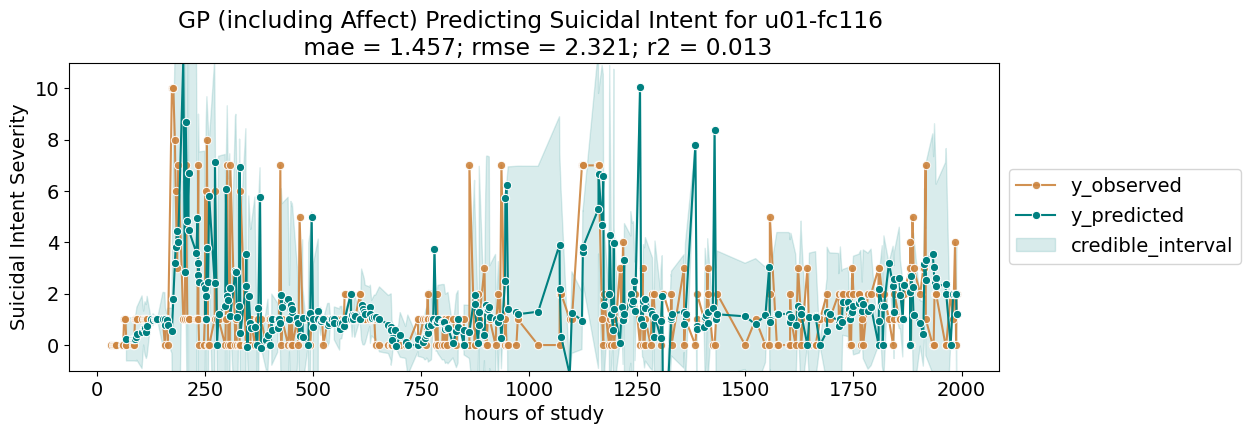 GP (including Affect) Predicting Suicidal Intent for u01-fc116
mae = 1.457; rmse = 2.321; r2 = 0.013
Suicidal Intent Severity
10
8
6
4
2
0
0
250
500
750
1000
1250
1500
1750
2000
hours of study
y_observed
y_predicted
credible_interval